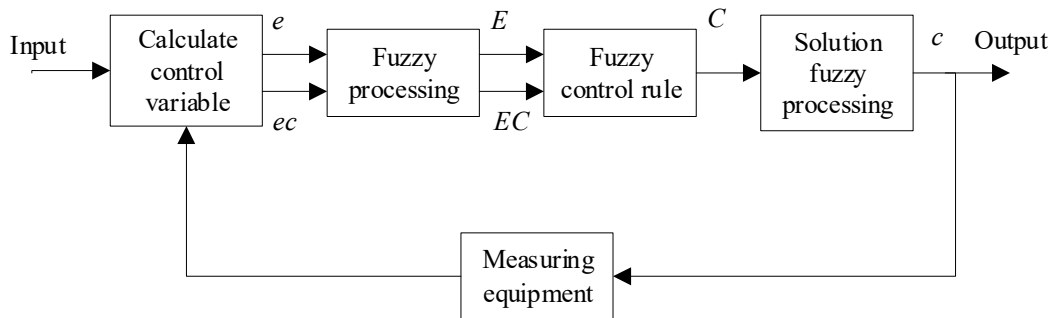 Input
Calculate
control
variable
e
ec
Fuzzy
processing
E
EC
Fuzzy
control rule
C
Solution
fuzzy
processing
c
Output
Measuring
equipment